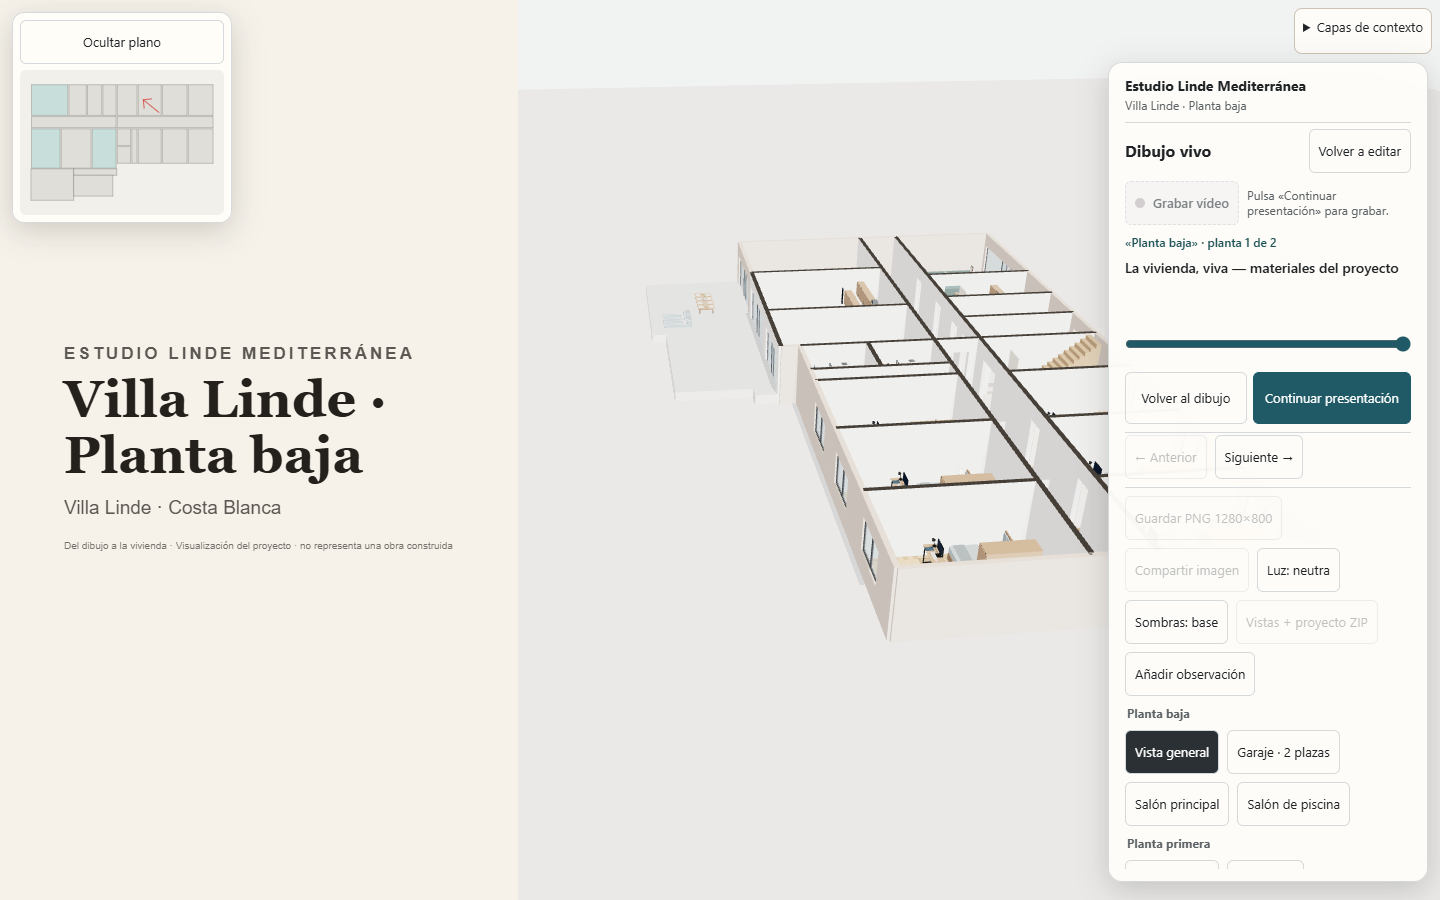 Ocultar plano
ESTUDIO LINDE MEDITERRÁNEA
Villa Linde ·
Planta baja
Villa Linde · Costa Blanca
Del dibujo a la vivienda · Visualización del proyecto · no representa una obra construida
▶ Capas de contexto
Estudio Linde Mediterránea
Villa Linde · Planta baja
Dibujo vivo
Volver a editar
Grabar vídeo
Pulsa «Continuar
presentación» para grabar.
«Planta baja» · planta 1 de 2
La vivienda, viva — materiales del proyecto
Volver al dibujo
Continuar presentación
← Anterior
Siguiente →
Guardar PNG 1280×800
Compartir imagen
Luz: neutra
Sombras: base
Vistas + proyecto ZIP
Añadir observación
Planta baja
Vista general
Garaje · 2 plazas
Salón principal
Salón de piscina
Planta primera